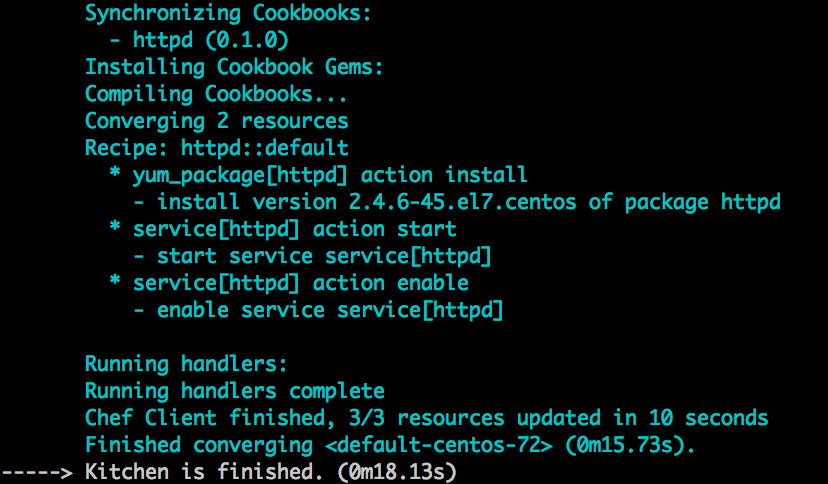 Synchronizing Cookbooks:
- httpd (0.1.0)
Installing Cookbook Gems:
Compiling Cookbooks...
Converging 2 resources
Recipe: httpd::default
* yum_package[httpd] action install
- install version 2.4.6-45.el7.centos of package httpd
* service[httpd] action start
- start service service[httpd]
* service[httpd] action enable
- enable service service[httpd]
Running handlers:
Running handlers complete
Chef Client finished, 3/3 resources updated in 10 seconds
Finished converging <default-centos-72> (0m15.73s).
-----> Kitchen is finished. (0m18.13s)